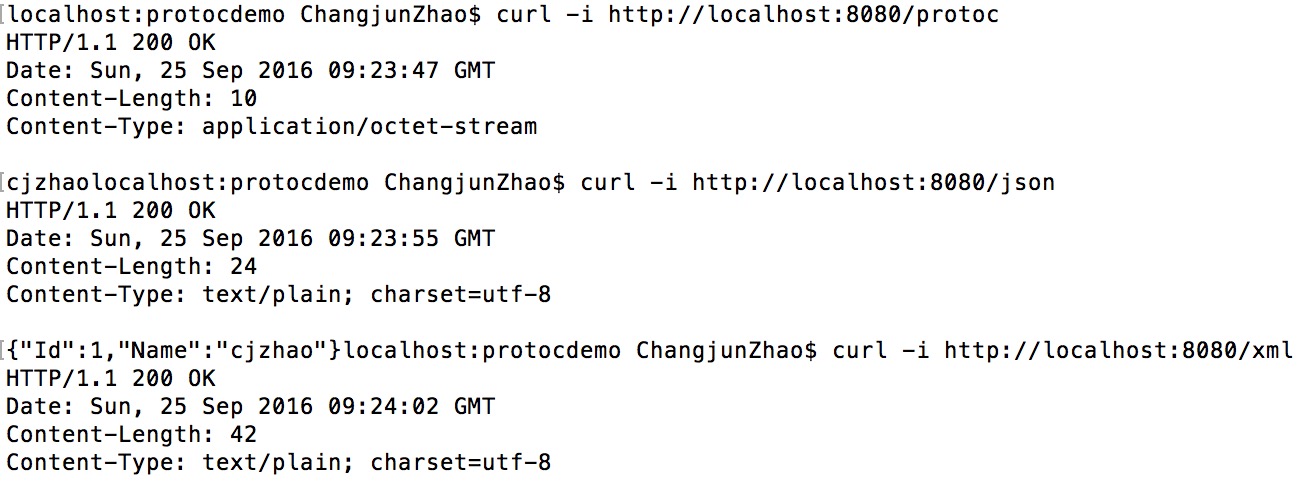 [localhost:protocdemo ChangjunZhao$ curl -i http://localhost:8080/protoc
HTTP/1.1 200 OK
Date: Sun, 25 Sep 2016 09:23:47 GMT
Content-Length: 10
Content-Type: application/octet-stream
[cjzhaolocalhost:protocdemo ChangjunZhao$ curl -i http://localhost:8080/json
HTTP/1.1 200 OK
Date: Sun, 25 Sep 2016 09:23:55 GMT
Content-Length: 24
Content-Type: text/plain; charset=utf-8
[{"Id":1,"Name":"cjzhao"}localhost:protocdemo ChangjunZhao$ curl -i http://localhost:8080/xml
HTTP/1.1 200 OK
Date: Sun, 25 Sep 2016 09:24:02 GMT
Content-Length: 42
Content-Type: text/plain; charset=utf-8